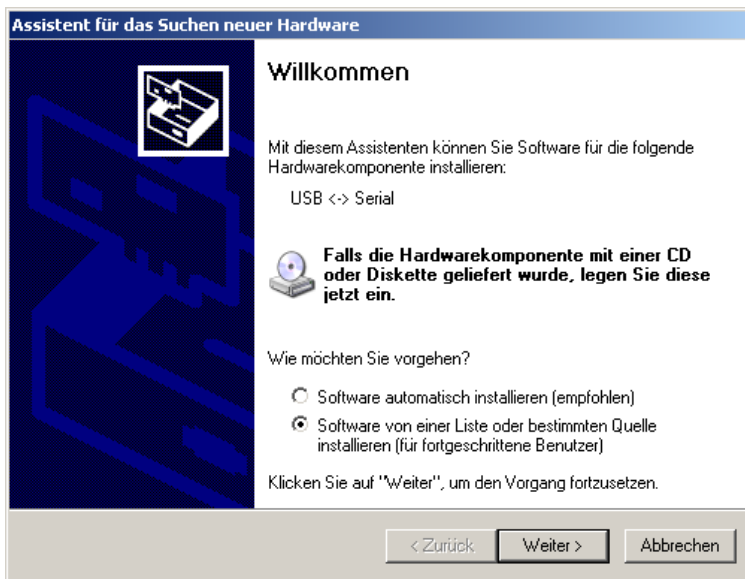 Assistent für das Suchen neuer Hardware
Willkommen
Mit diesem Assistenten können Sie Software für die folgende
Hardwarekomponente installieren:
USB <-> Serial
Falls die Hardwarekomponente mit einer CD
oder Diskette geliefert wurde, legen Sie diese
jetzt ein.
Wie möchten Sie vorgehen?
Software automatisch installieren (empfohlen)
Software von einer Liste oder bestimmten Quelle
installieren (für fortgeschrittene Benutzer)
Klicken Sie auf "Weiter", um den Vorgang fortzusetzen.
< Zurück Weiter > Abbrechen